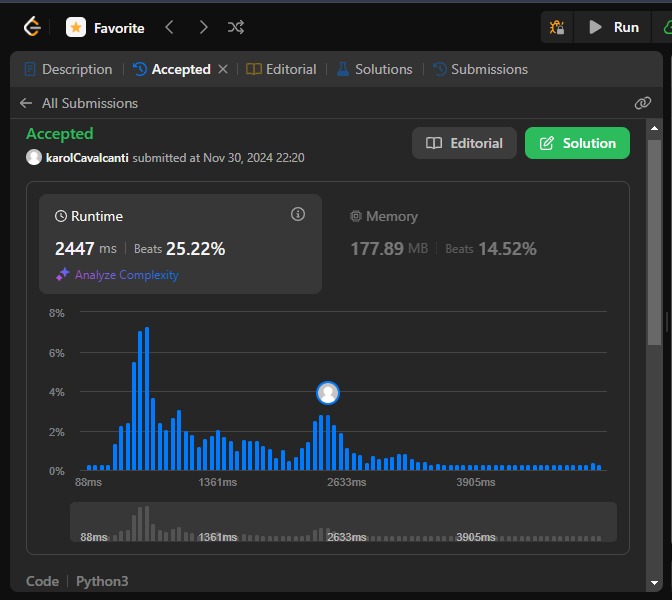 Favorite
Run
Description
Accepted
Editorial
Solutions
Submissions
All Submissions
Accepted
karolCavalcanti submitted at Nov 30, 2024 22:20
Editorial
Solution
Runtime
2447 ms
Beats 25.22%
Analyze Complexity
Memory
177.89 MB
Beats 14.52%
8%
6%
4%
2%
0%
88ms 1361ms 2633ms 3905ms
88ms 1361ms 2633ms 3905ms
Code
Python3